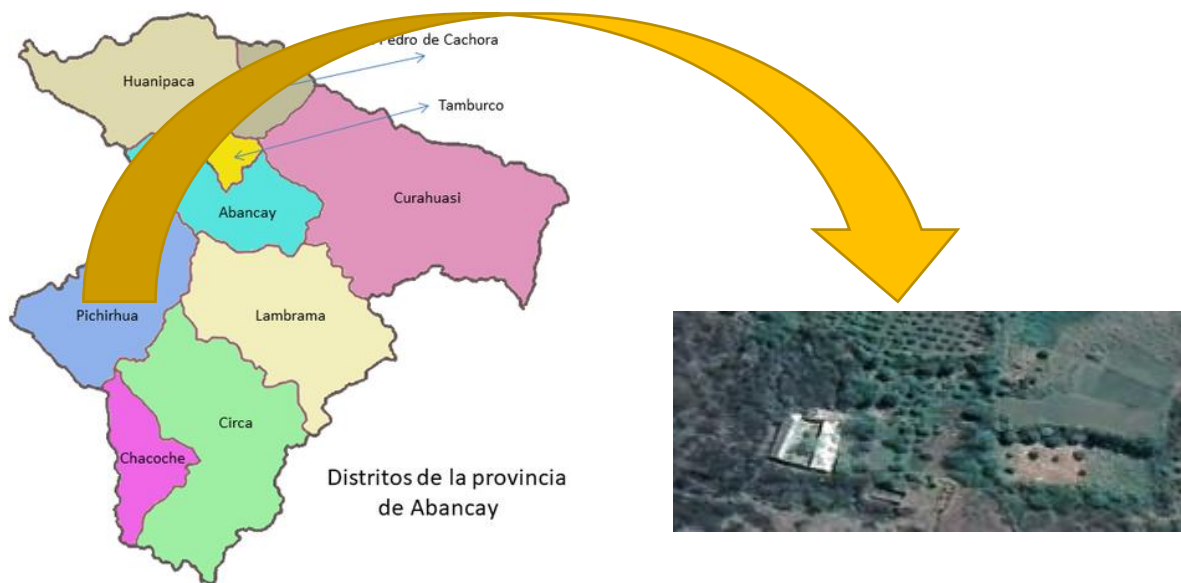 Pedro de Cachora
Huanipaca
Tamburco
Curahuasi
Abancay
Pichirhua
Lambrama
Circa
Chacoche
Distritos de la provincia
de Abancay